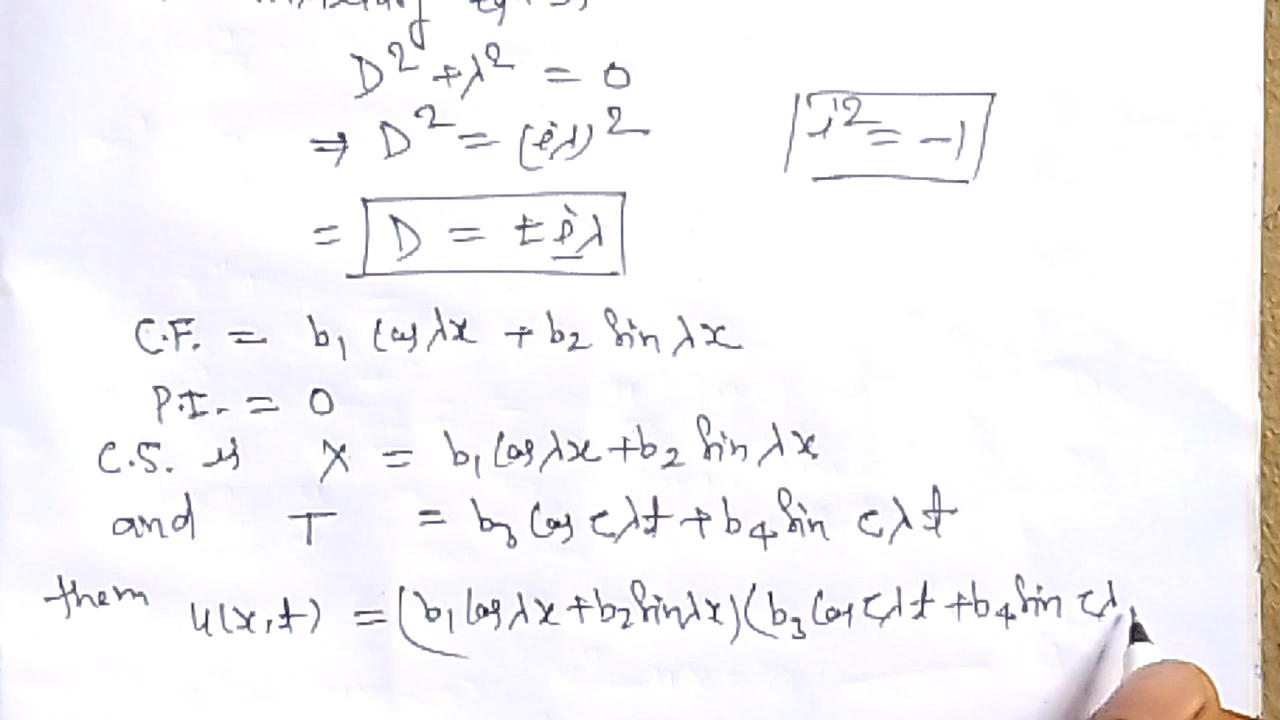 D² + λ² = 0
⇒ D² = (iλ)²
i² = -1
= D = ± iλ
C.F. = b₁ cos λx + b₂ sin λx
P.I. = 0
C.S. is X = b₁ cos λx + b₂ sin λx
and T = b₃ cos cλt + b₄ sin cλt
then u(x,t) = (b₁ cos λx + b₂ sin λx)(b₃ cos cλt + b₄ sin cλ